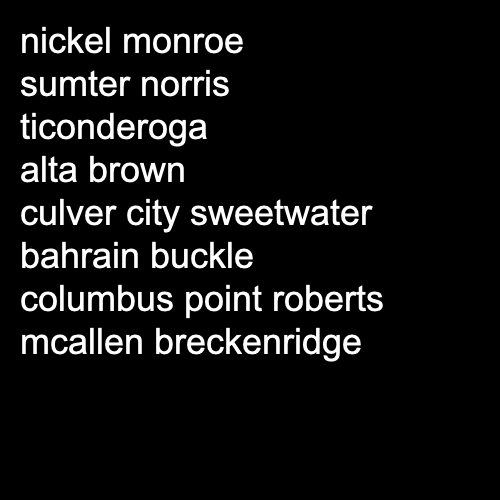 nickel monroe
sumter norris
ticonderoga
alta brown
culver city sweetwater
bahrain buckle
columbus point roberts
mcallen breckenridge